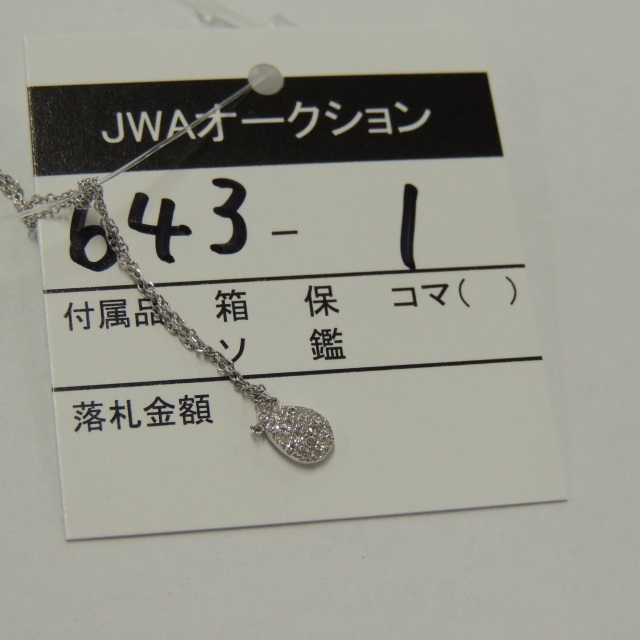 JWAオークション
643-1
付属品 箱 保 コマ( )
ソ 鑑
落札金額